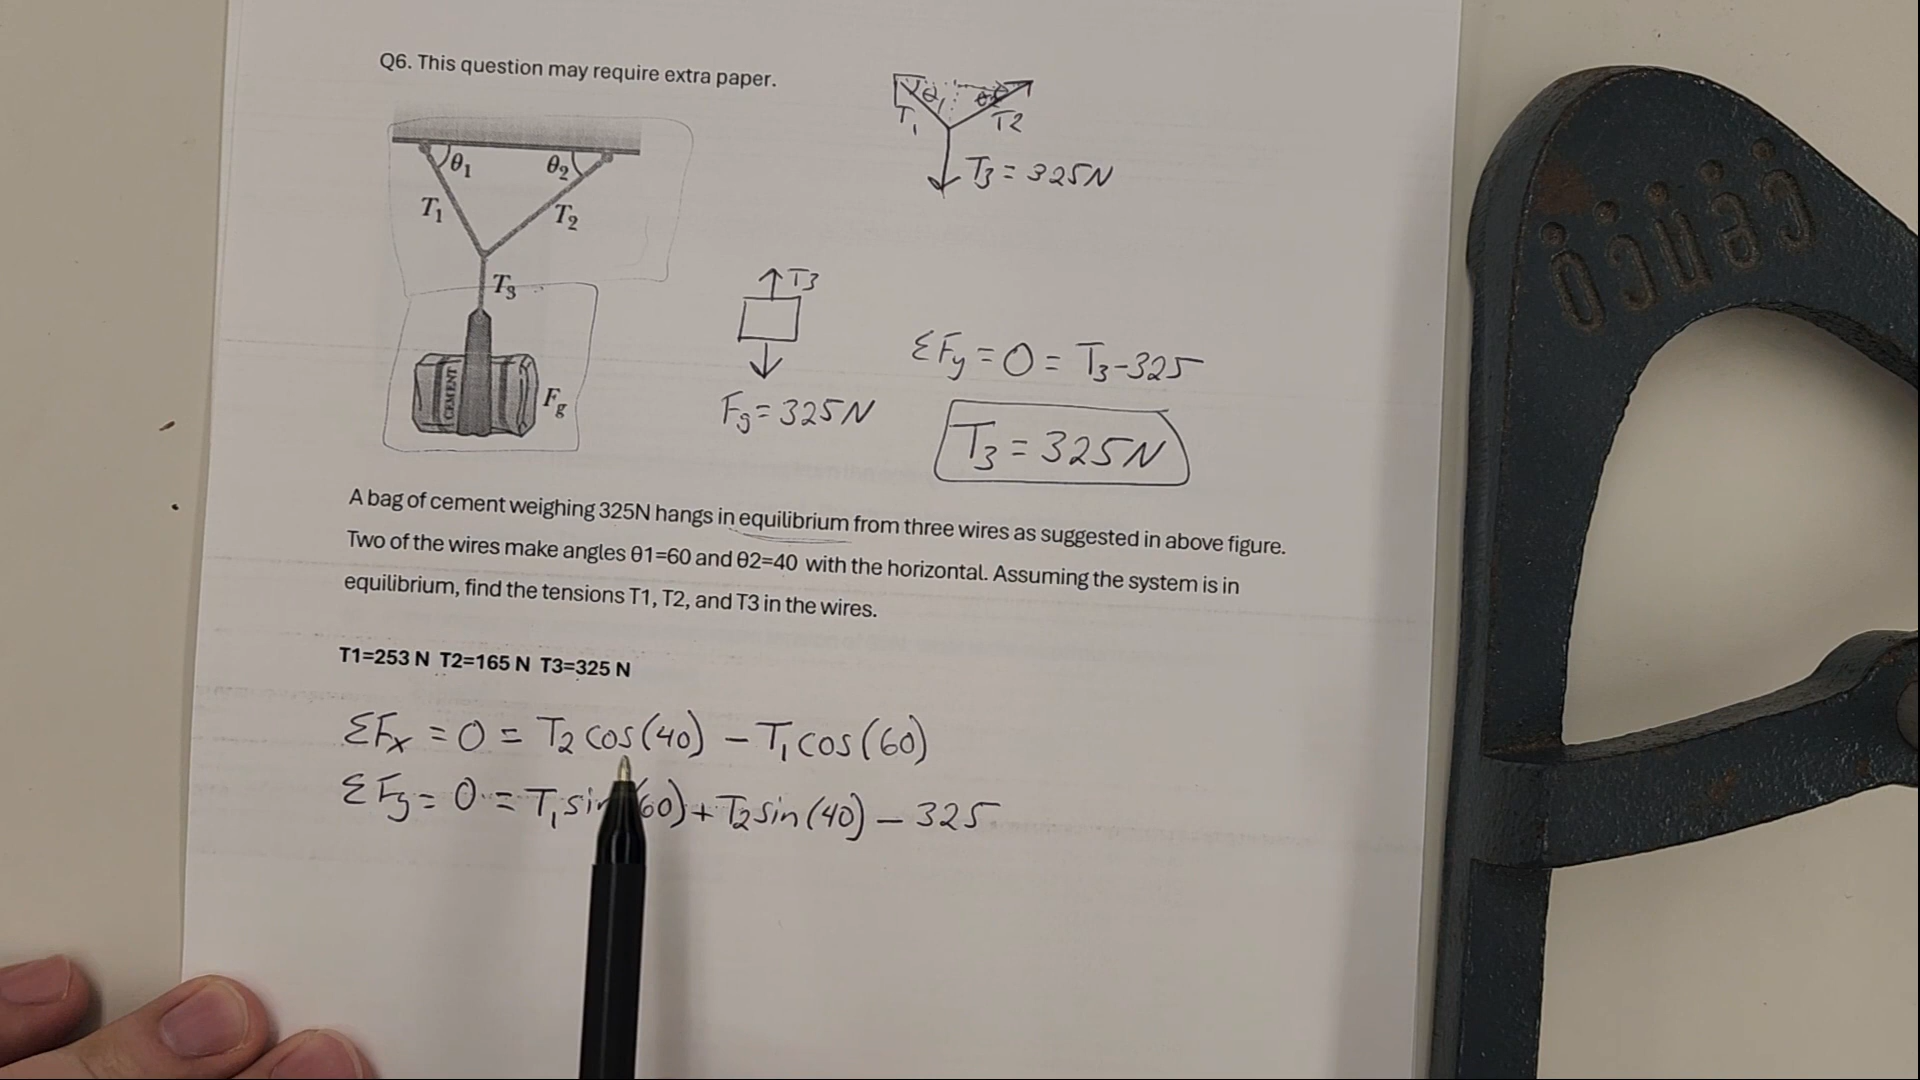 Q6. This question may require extra paper.
θ1 θ2
T1 T2
T3 = 325N
θ1 θ2
T1 T2
T3
CEMENT
Fg
T3
Fg = 325N
ΣFy = 0 = T3-325
T3 = 325N
A bag of cement weighing 325N hangs in equilibrium from three wires as suggested in above figure.
Two of the wires make angles θ1=60 and θ2=40 with the horizontal. Assuming the system is in
equilibrium, find the tensions T1, T2, and T3 in the wires.
T1=253 N T2=165 N T3=325 N
ΣFx = 0 = T2 cos(40) - T1 cos(60)
ΣFy = 0 = T1 sin(60) + T2 sin(40) - 325